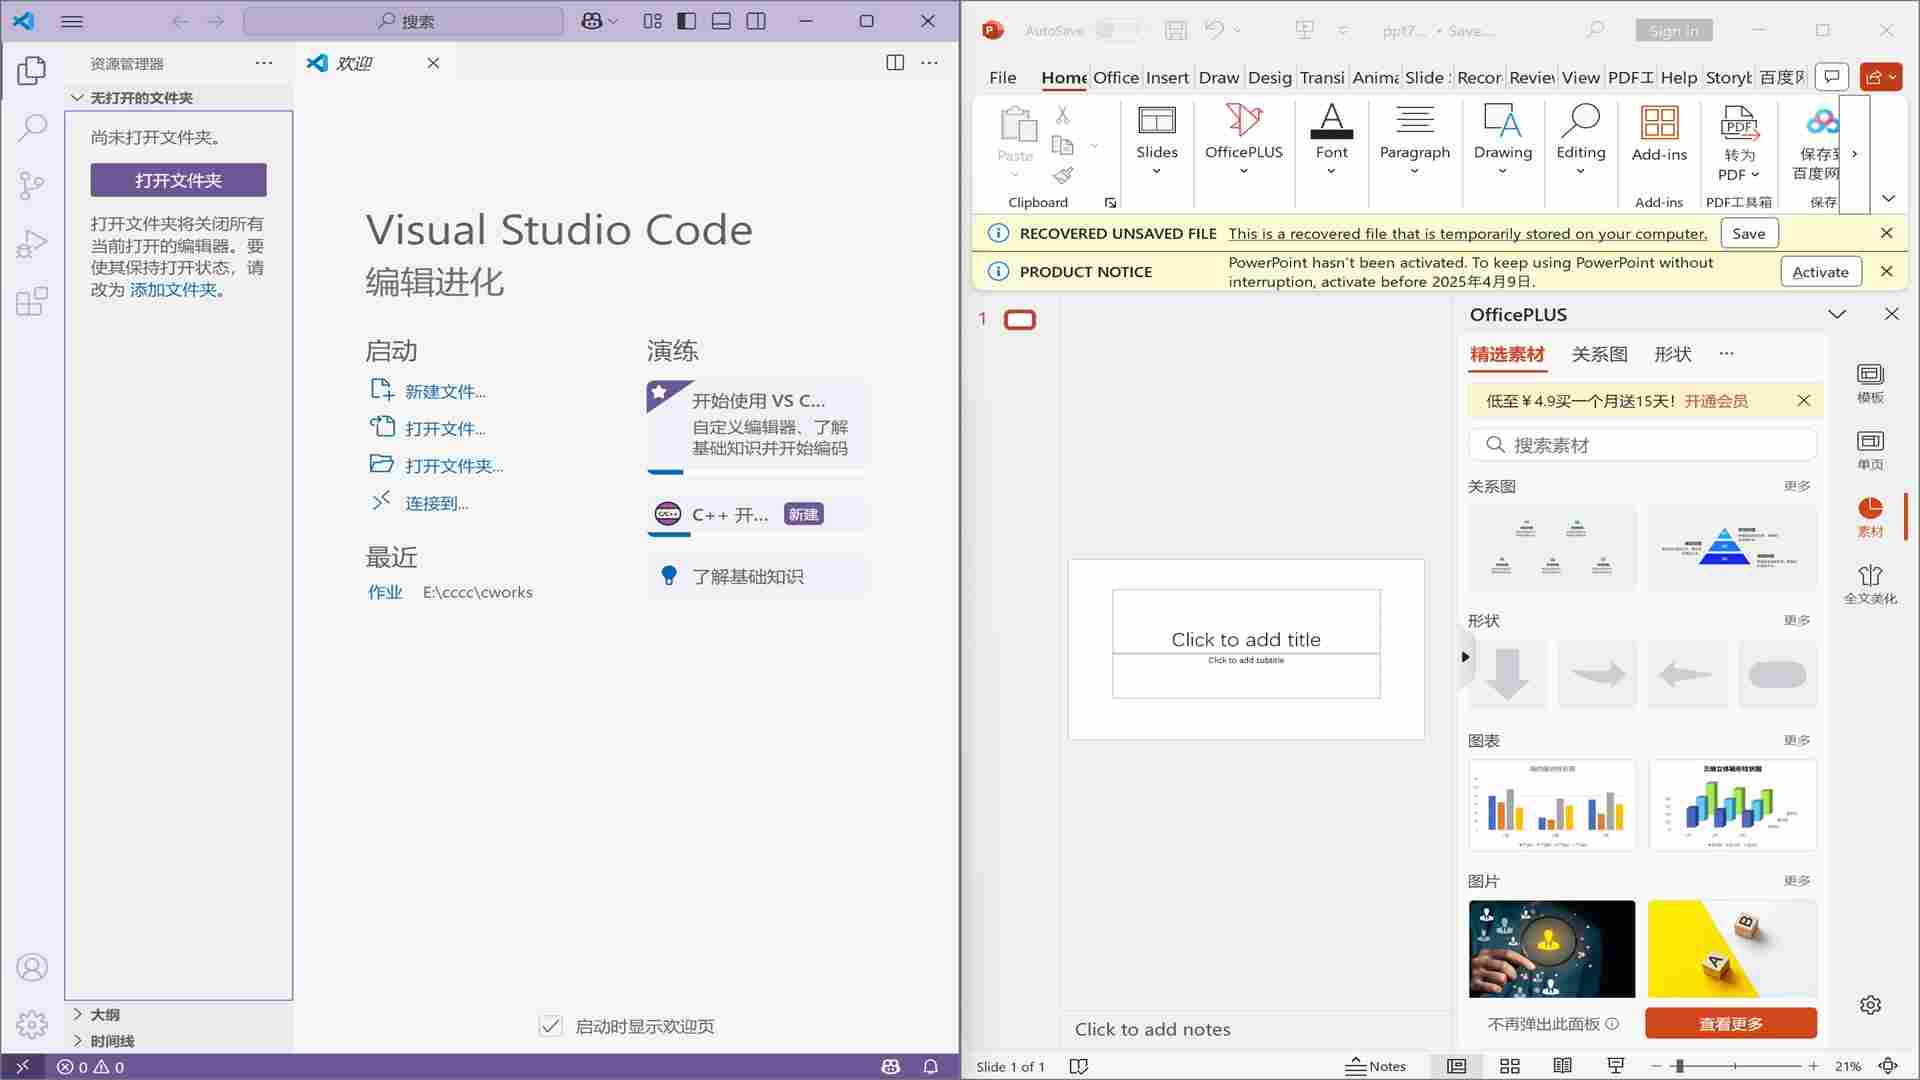 搜索
资源管理器
无打开的文件夹
尚未打开文件夹。
打开文件夹
打开文件夹将关闭所有
当前打开的编辑器。要
使其保持打开状态，请
改为 添加文件夹。
大纲
时间线
0 0
欢迎
Visual Studio Code
编辑进化
启动
新建文件...
打开文件...
打开文件夹...
连接到...
最近
作业 E:\cccc\cworks
演练
开始使用 VS C...
自定义编辑器、了解
基础知识并开始编码
C++ 开... 新建
了解基础知识
启动时显示欢迎页
AutoSave ppt7... • Save.... Sign in
File Home Office Insert Draw Desig Transi Anima Slide Recor Review View PDF工 Help Storyb 百度网
Paste
Clipboard
Slides
OfficePLUS
Font
Paragraph
Drawing
Editing
Add-ins
Add-ins
转为
PDF
PDF工具箱
保存到
百度网
保存
RECOVERED UNSAVED FILE This is a recovered file that is temporarily stored on your computer. Save
PRODUCT NOTICE PowerPoint hasn't been activated. To keep using PowerPoint without
interruption, activate before 2025年4月9日. Activate
1
Click to add title
Click to add subtitle
Click to add notes
OfficePLUS
精选素材 关系图 形状 ...
低至￥4.9买一个月送15天！开通会员
搜索素材
关系图 更多
形状 更多
图表 更多
图片 更多
B
A
不再弹出此面板 查看更多
模板
单页
素材
全文美化
Slide 1 of 1 Notes 21%